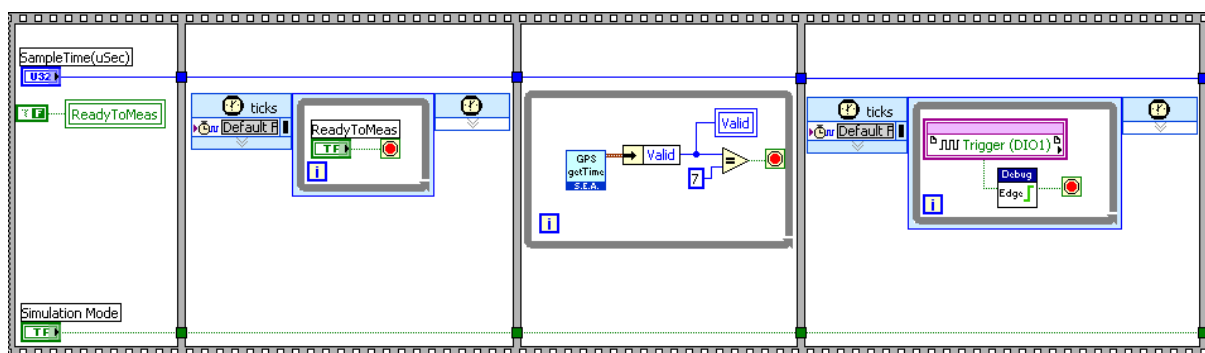 SampleTime(uSec)
U32
F
ReadyToMeas
ticks
Default F
ReadyToMeas
TF
i
GPS
getTime
S.E.A.
Valid
Valid
=
7
i
ticks
Default F
Trigger (DIO1)
Debug
Edge
i
Simulation Mode
TF